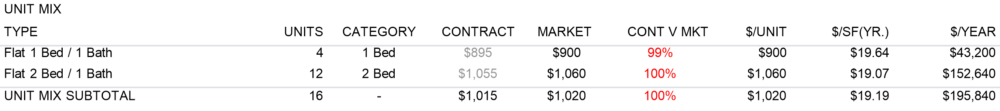 UNIT MIX
TYPE UNITS CATEGORY CONTRACT MARKET CONT V MKT $/UNIT $/SF(YR.) $/YEAR
Flat 1 Bed / 1 Bath 4 1 Bed $895 $900 99% $900 $19.64 $43,200
Flat 2 Bed / 1 Bath 12 2 Bed $1,055 $1,060 100% $1,060 $19.07 $152,640
UNIT MIX SUBTOTAL 16 - $1,015 $1,020 100% $1,020 $19.19 $195,840